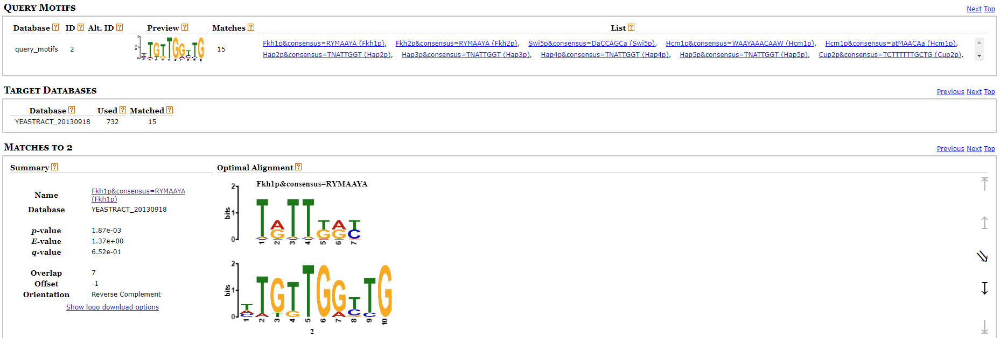 Query Motifs
Next Top
Database ? ID ? Alt. ID ? Preview ? Matches ? List ?
query_motifs 2 15 Fkh1p&consensus=RYMAAYA (Fkh1p), Fkh2p&consensus=RYMAAYA (Fkh2p), Swi5p&consensus=DaCCAGCa (Swi5p), Hcm1p&consensus=WAAYAAACAAW (Hcm1p), Hcm1p&consensus=atMAACAa (Hcm1p),
Hap2p&consensus=TNATTGGT (Hap2p), Hap3p&consensus=TNATTGGT (Hap3p), Hap4p&consensus=TNATTGGT (Hap4p), Hap5p&consensus=TNATTGGT (Hap5p), Cup2p&consensus=TCTTTTTTGCTG (Cup2p),
Target Databases
Previous Next Top
Database ? Used ? Matched ?
YEASTRACT_20130918 732 15
Matches to 2
Previous Next Top
Summary ? Optimal Alignment ?
Name Fkh1p&consensus=RYMAAYA
(Fkh1p)
Database YEASTRACT_20130918
p-value 1.87e-03
E-value 1.37e+00
q-value 6.52e-01
Overlap 7
Offset -1
Orientation Reverse Complement
Show logo download options
Fkh1p&consensus=RYMAAYA
2
1
0
bits
T A G T T T G A G T C
1 2 3 4 5 6 7
2
1
0
bits
T A C T A G T T G T G G A T C T C G
1 2 3 4 5 6 7 8 9 10
2